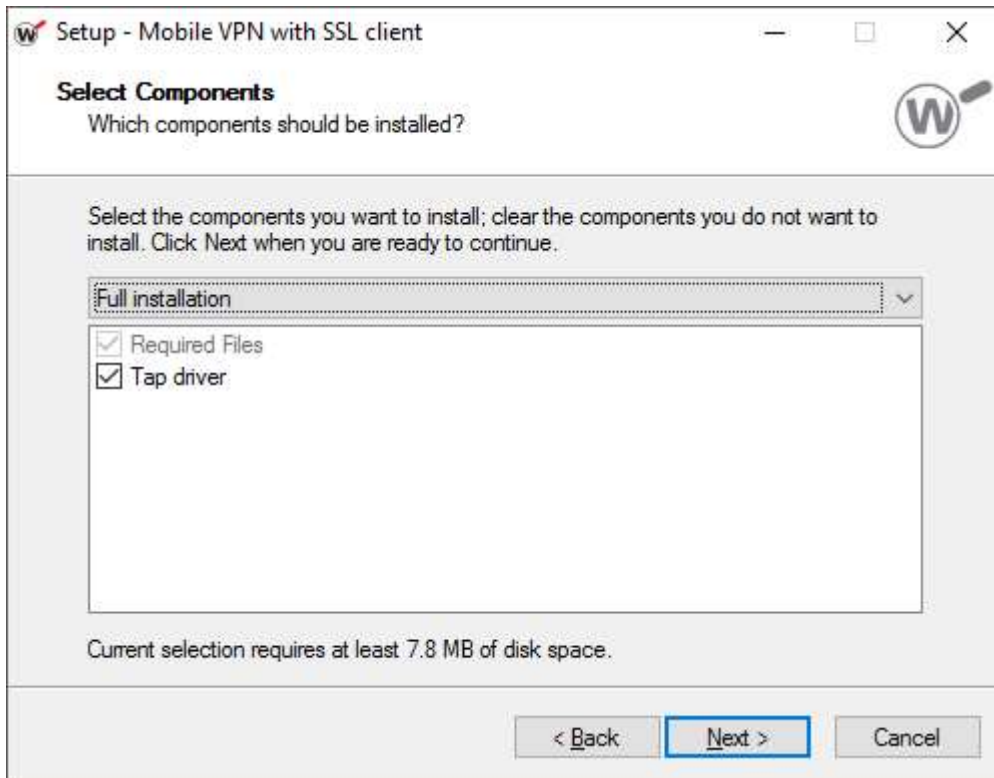 Setup - Mobile VPN with SSL client
Select Components
Which components should be installed?
Select the components you want to install; clear the components you do not want to
install. Click Next when you are ready to continue.
Full installation
Required Files
Tap driver
Current selection requires at least 7.8 MB of disk space.
< Back
Next >
Cancel